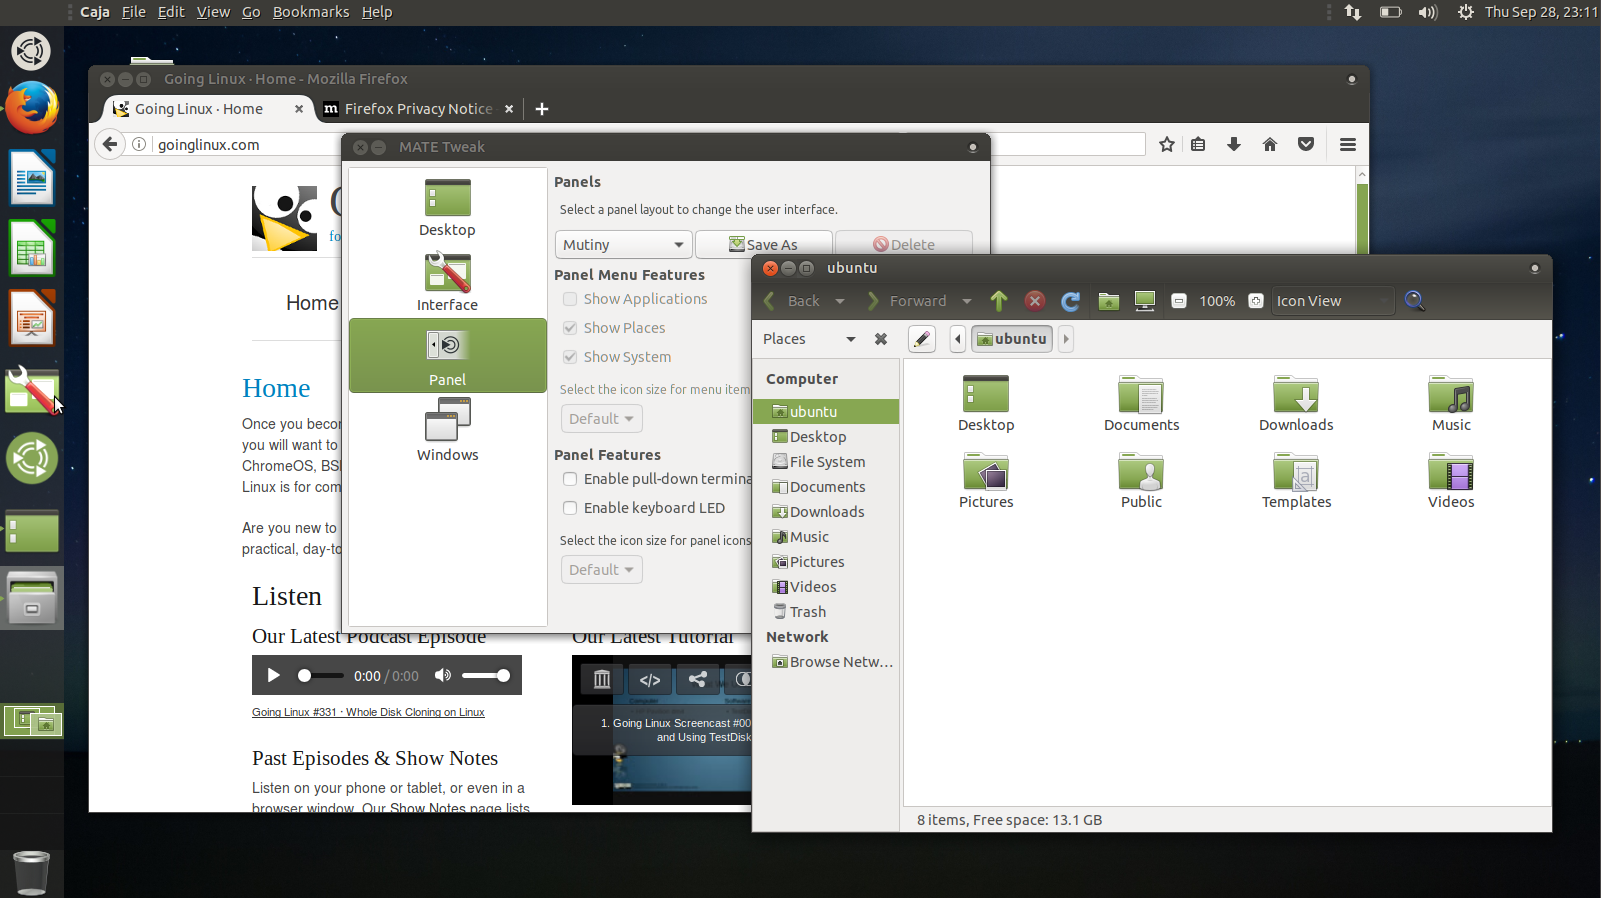 Caja File Edit View Go Bookmarks Help
Thu Sep 28, 23:11
Going Linux · Home - Mozilla Firefox
Going Linux · Home
m Firefox Privacy Notice
goinglinux.com
Home
Home
Once you becor
you will want to
ChromeOS, BSI
Linux is for com
Are you new to
practical, day-to
Listen
Our Latest Podcast Episode
0:00 / 0:00
Going Linux #331 · Whole Disk Cloning on Linux
Past Episodes & Show Notes
Listen on your phone or tablet, or even in a
browser window. Our Show Notes page lists
Our Latest Tutorial
</>
1. Going Linux Screencast #00
and Using TestDisk
MATE Tweak
Desktop
Interface
Panel
Windows
Panels
Select a panel layout to change the user interface.
Mutiny
Save As
Delete
Panel Menu Features
Show Applications
Show Places
Show System
Select the icon size for menu item
Default
Panel Features
Enable pull-down termina
Enable keyboard LED
Select the icon size for panel icons
Default
ubuntu
Back
Forward
100%
Icon View
Places
ubuntu
Computer
ubuntu
Desktop
File System
Documents
Downloads
Music
Pictures
Videos
Trash
Network
Browse Netw...
Desktop
Documents
Downloads
Music
Pictures
Public
Templates
Videos
8 items, Free space: 13.1 GB